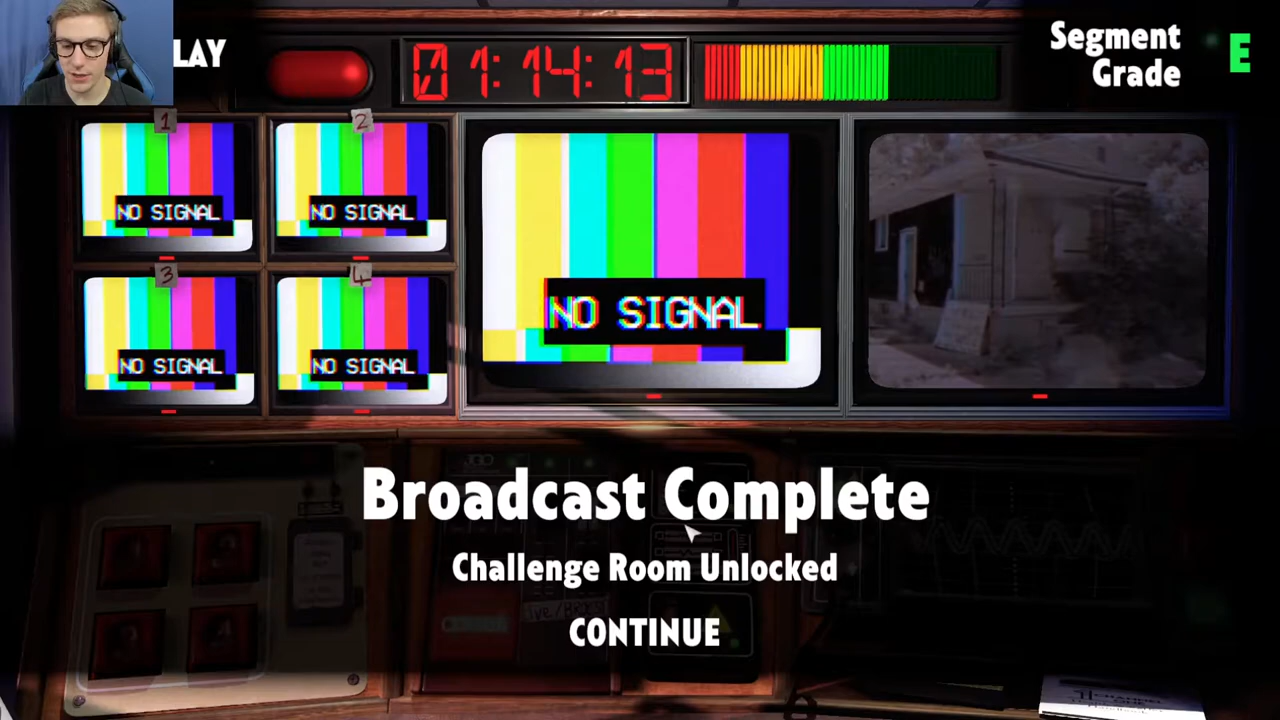 LAY
01:14:13
Segment
Grade
E
1
2
NO SIGNAL
NO SIGNAL
3
4
NO SIGNAL
NO SIGNAL
NO SIGNAL
Broadcast Complete
Challenge Room Unlocked
CONTINUE